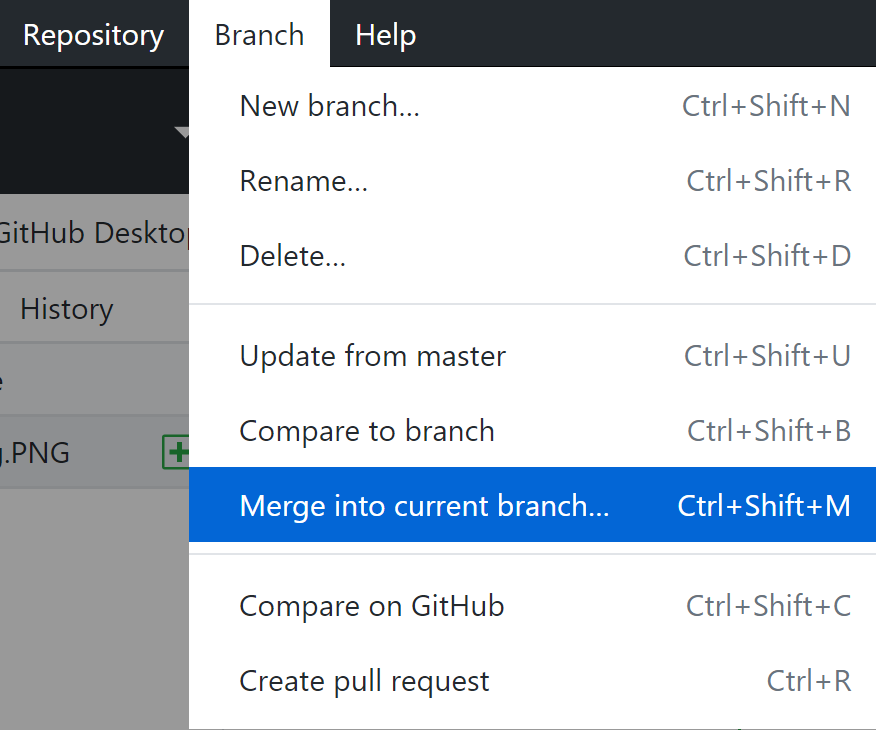 Repository Branch Help
New branch... Ctrl+Shift+N
Rename... Ctrl+Shift+R
Delete... Ctrl+Shift+D
GitHub Desktop
History
Update from master Ctrl+Shift+U
e
Compare to branch Ctrl+Shift+B
g.PNG
Merge into current branch... Ctrl+Shift+M
Compare on GitHub Ctrl+Shift+C
Create pull request Ctrl+R